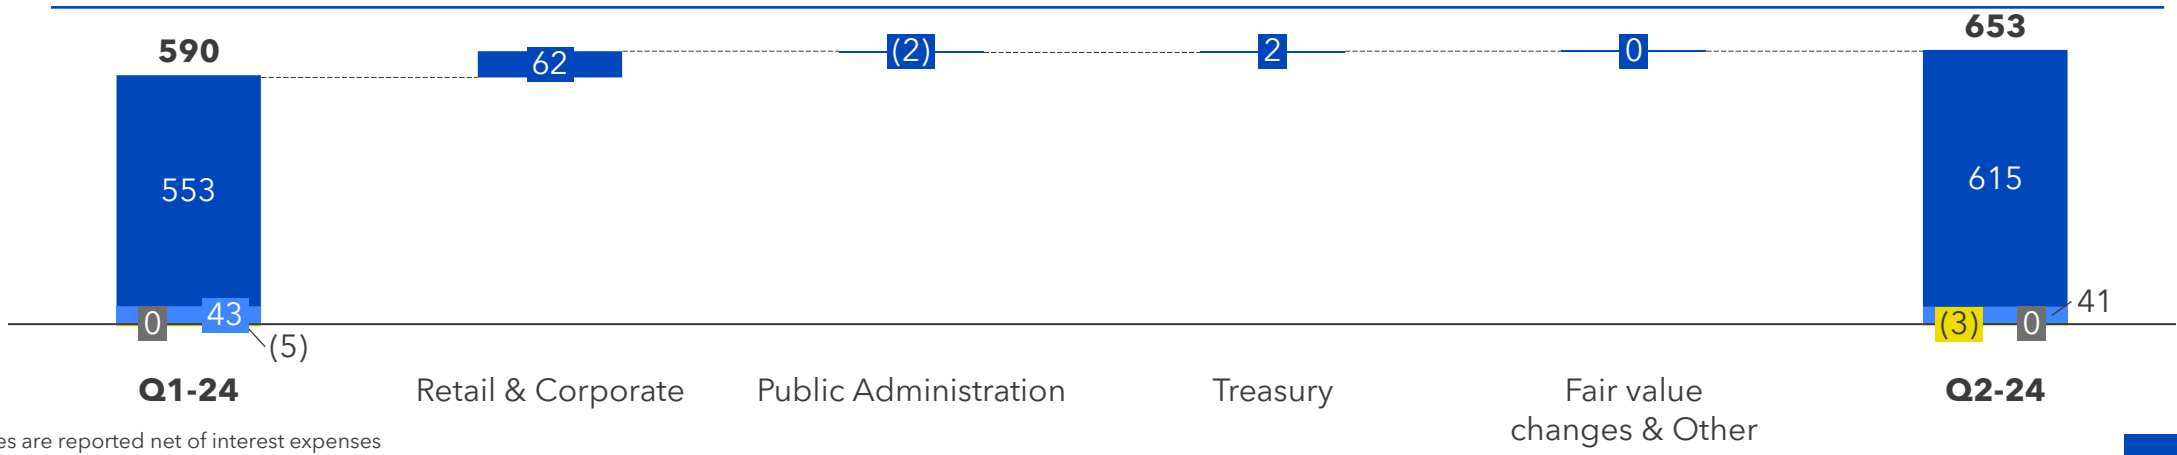 590
62
(2)
2
0
653
553
615
0
43
(5)
(3)
0
41
Q1-24
Retail & Corporate
Public Administration
Treasury
Fair value
changes & Other
Q2-24
are reported net of interest expenses